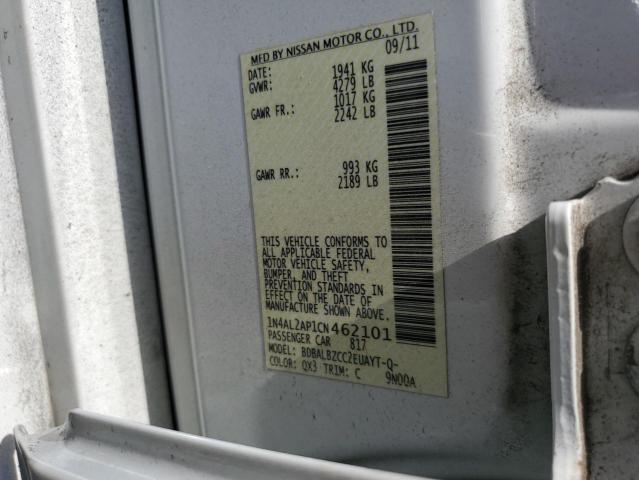 MFD BY NISSAN MOTOR CO., LTD.
DATE: 09/11
GVWR: 1941 KG
4279 LB
GAWR FR.: 1017 KG
2242 LB
GAWR RR.: 993 KG
2189 LB
THIS VEHICLE CONFORMS TO
ALL APPLICABLE FEDERAL
MOTOR VEHICLE SAFETY,
BUMPER, AND THEFT
PREVENTION STANDARDS IN
EFFECT ON THE DATE OF
MANUFACTURE SHOWN ABOVE.
1N4AL2AP1CN462101
PASSENGER CAR 817
MODEL: BDBALBZCC2EUAYT-Q-
COLOR: QX3 TRIM: C 9N00A